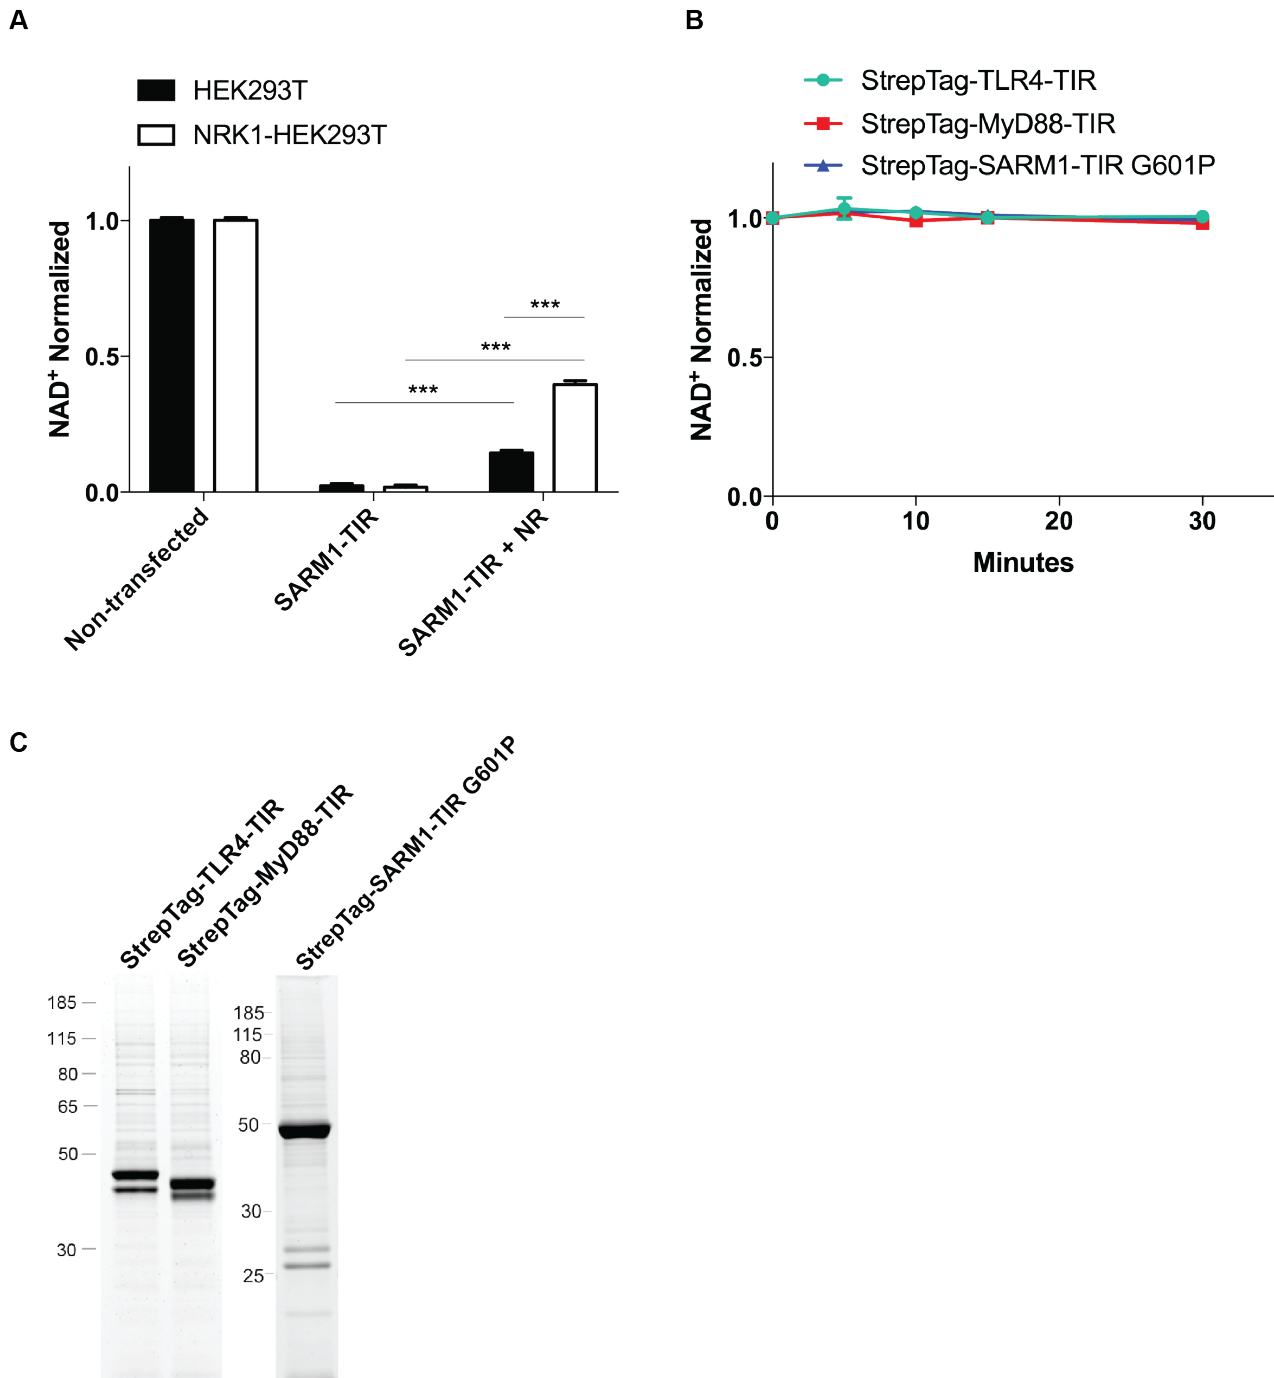 A
HEK293T
NRK1-HEK293T
NAD+ Normalized
1.0
0.5
0.0
***
***
***
Non-transfected
SARM1-TIR
SARM1-TIR + NR
B
StrepTag-TLR4-TIR
StrepTag-MyD88-TIR
StrepTag-SARM1-TIR G601P
NAD+ Normalized
1.0
0.5
0.0
0
10
20
30
Minutes
C
StrepTag-TLR4-TIR
StrepTag-MyD88-TIR
StrepTag-SARM1-TIR G601P
185
115
80
65
50
30
185
115
80
50
30
25